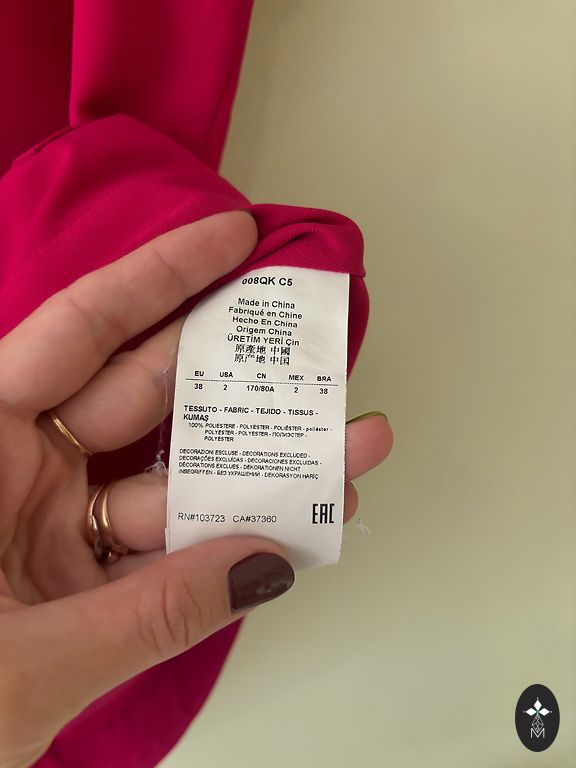 008QK C5
Made in China
Fabriqué en Chine
Hecho En China
Origem China
ÜRETİM YERİ Çin
原產地 中國
原产地 中国
EU USA CN MEX BRA
38 2 170/80A 2 38
TESSUTO - FABRIC - TEJIDO - TISSUS -
KUMAŞ
100% POLIESTERE - POLYESTER - POLIÉSTER - poliéster -
POLYESTER - POLYESTER - ПОЛИЭСТЕР -
POLYESTER
DECORAZIONI ESCLUSE - DECORATIONS EXCLUDED -
DECORAÇÕES EXCLUÍDAS - DECORACIONES EXCLUIDAS -
DÉCORATIONS EXCLUES - DEKORATIONEN NICHT
INBEGRIFFEN - БЕЗ УКРАШЕНИЙ - DEKORASYON HARİÇ
RN#103723 CA#37360
EAC
M